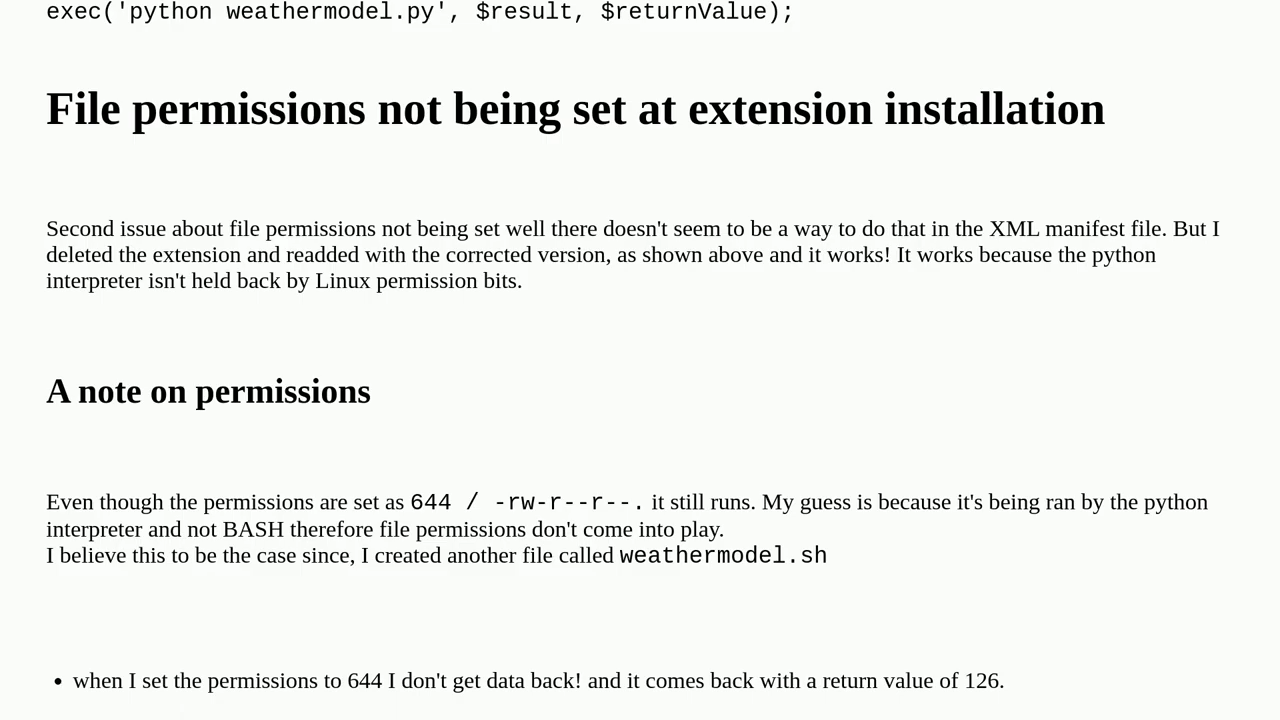 exec('python weathermodel.py', $result, $returnValue);
File permissions not being set at extension installation
Second issue about file permissions not being set well there doesn't seem to be a way to do that in the XML manifest file. But I
deleted the extension and readded with the corrected version, as shown above and it works! It works because the python
interpreter isn't held back by Linux permission bits.
A note on permissions
Even though the permissions are set as 644 / -rw-r--r--. it still runs. My guess is because it's being ran by the python
interpreter and not BASH therefore file permissions don't come into play.
I believe this to be the case since, I created another file called weathermodel.sh
• when I set the permissions to 644 I don't get data back! and it comes back with a return value of 126.